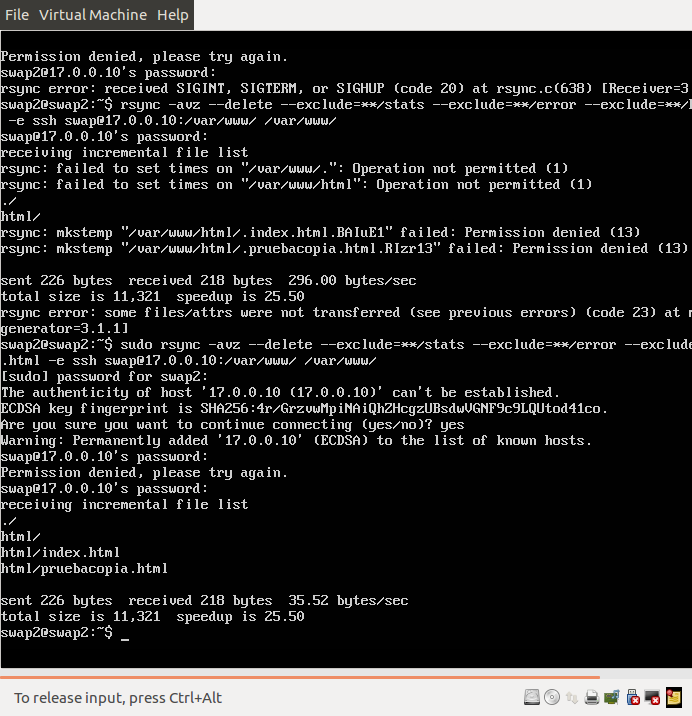 File Virtual Machine Help
Permission denied, please try again.
swap2@17.0.0.10's password:
rsync error: received SIGINT, SIGTERM, or SIGHUP (code 20) at rsync.c(638) [Receiver=3
swap2@swap2:~$ rsync -avz --delete --exclude=**/stats --exclude=**/error --exclude=**/
-e ssh swap@17.0.0.10:/var/www/ /var/www/
swap@17.0.0.10's password:
receiving incremental file list
rsync: failed to set times on "/var/www/.": Operation not permitted (1)
rsync: failed to set times on "/var/www/html": Operation not permitted (1)
./
html/
rsync: mkstemp "/var/www/html/.index.html.BAIuE1" failed: Permission denied (13)
rsync: mkstemp "/var/www/html/.pruebacopia.html.RIzr13" failed: Permission denied (13)
sent 226 bytes received 218 bytes 296.00 bytes/sec
total size is 11,321 speedup is 25.50
rsync error: some files/attrs were not transferred (see previous errors) (code 23) at
generator=3.1.1]
swap2@swap2:~$ sudo rsync -avz --delete --exclude=**/stats --exclude=**/error --exclude
.html -e ssh swap@17.0.0.10:/var/www/ /var/www/
[sudo] password for swap2:
The authenticity of host '17.0.0.10 (17.0.0.10)' can't be established.
ECDSA key fingerprint is SHA256:4r/GrzvwMpiNAiQhZHcgzUBsdwVGNF9c9LQUtod41co.
Are you sure you want to continue connecting (yes/no)? yes
Warning: Permanently added '17.0.0.10' (ECDSA) to the list of known hosts.
swap@17.0.0.10's password:
Permission denied, please try again.
swap@17.0.0.10's password:
receiving incremental file list
./
html/
html/index.html
html/pruebacopia.html
sent 226 bytes received 218 bytes 35.52 bytes/sec
total size is 11,321 speedup is 25.50
swap2@swap2:~$ _
To release input, press Ctrl+Alt